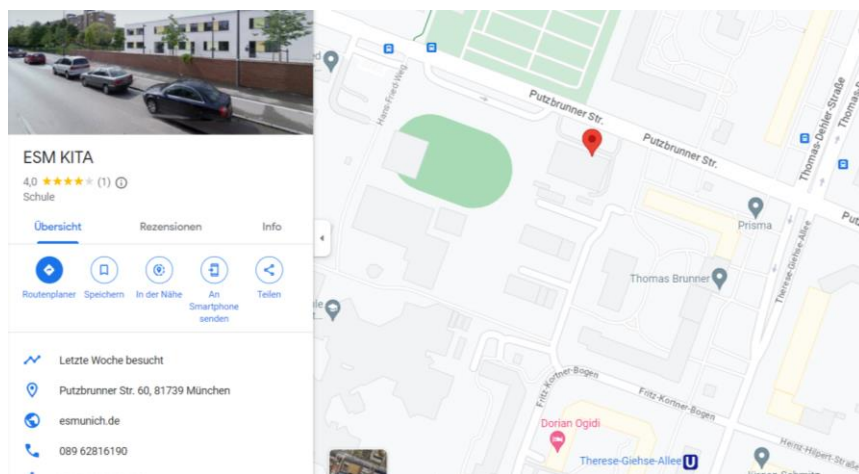 ESM KITA
4,0 (1)
Schule
Übersicht Rezensionen Info
Routenplaner Speichern In der Nähe An Smartphone senden Teilen
Letzte Woche besucht
Putzbrunner Str. 60, 81739 München
esmunich.de
089 62816190
Hans-Fried-Weg
Putzbrunner Str.
Putzbrunner Str.
Thomas-Dehler-Straße
Prisma
Therese-Giehse-Allee
Thomas Brunner
Fritz-Kortner-Bogen
Fritz-Kortner-Bogen
Dorian Ogidi
Therese-Giehse-Allee U
Heinz-Hilpert-Straße